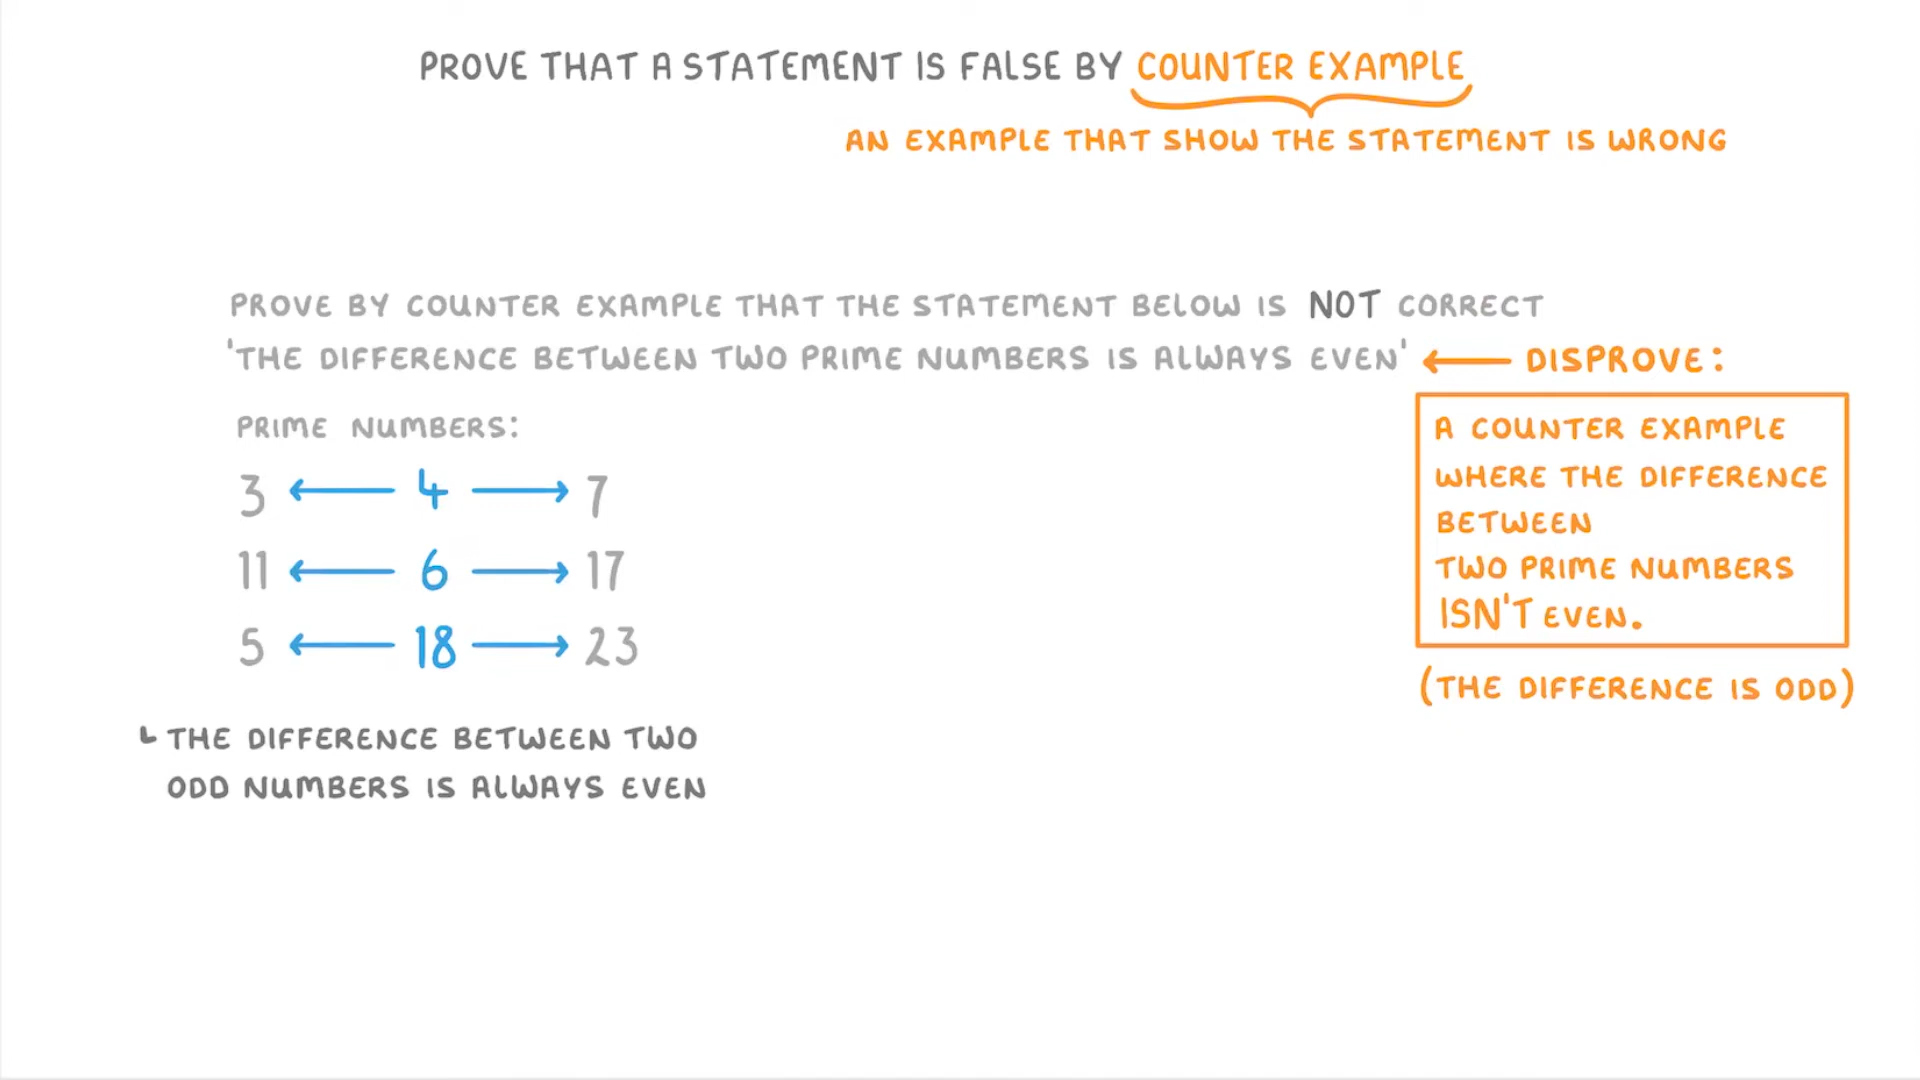 PROVE THAT A STATEMENT IS FALSE BY COUNTER EXAMPLE
AN EXAMPLE THAT SHOW THE STATEMENT IS WRONG
PROVE BY COUNTER EXAMPLE THAT THE STATEMENT BELOW IS NOT CORRECT
'THE DIFFERENCE BETWEEN TWO PRIME NUMBERS IS ALWAYS EVEN' ← DISPROVE:
PRIME NUMBERS:
3 ← 4 → 7
11 ← 6 → 17
5 ← 18 → 23
THE DIFFERENCE BETWEEN TWO
ODD NUMBERS IS ALWAYS EVEN
A COUNTER EXAMPLE
WHERE THE DIFFERENCE
BETWEEN
TWO PRIME NUMBERS
ISN'T EVEN.
(THE DIFFERENCE IS ODD)